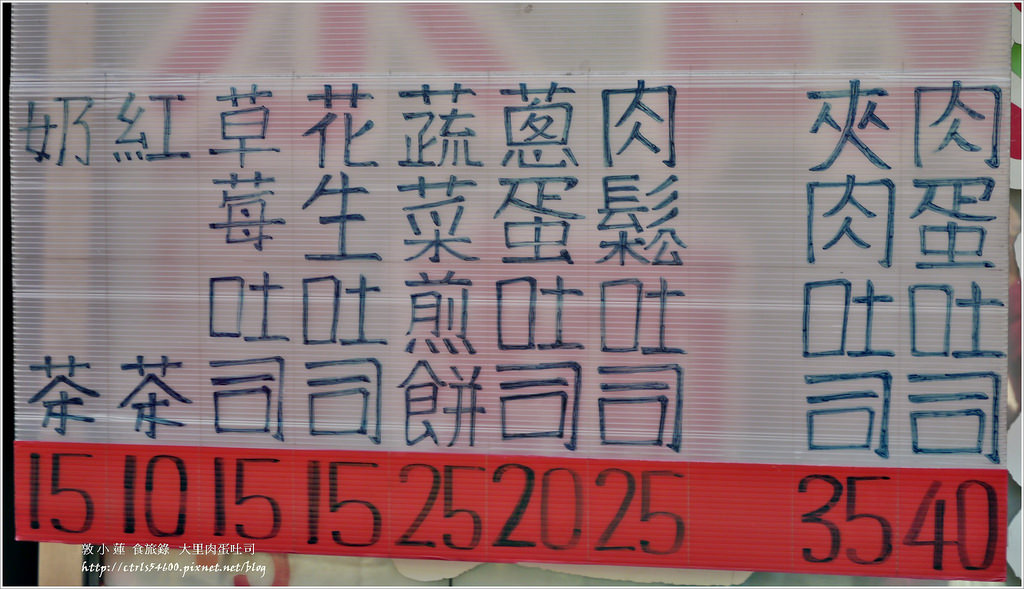 肉蛋吐司 40
夾肉吐司 35
肉鬆吐司 25
蔥蛋吐司 20
蔬菜煎餅 25
花生吐司 15
草莓吐司 15
紅茶 10
奶茶 15
敦小蓮 食旅錄 大里肉蛋吐司
http://ctrls54600.pixnet.net/blog